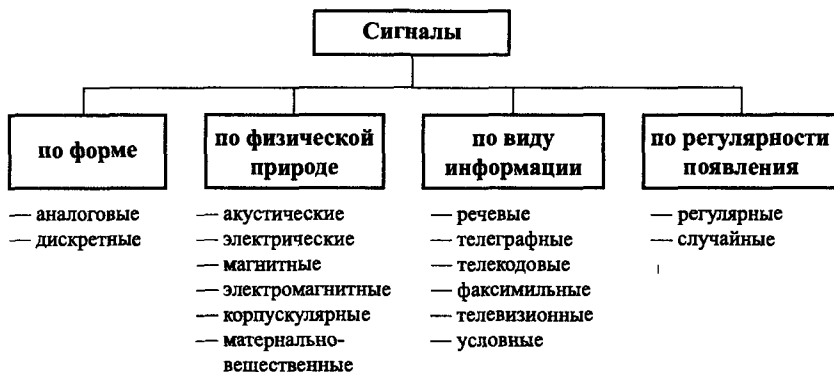 Сигналы
по форме
— аналоговые
— дискретные
по физической
природе
— акустические
— электрические
— магнитные
— электромагнитные
— корпускулярные
— материально-
вешественные
по виду
информации
— речевые
— телеграфные
— телекодовые
— факсимильные
— телевизионные
— условные
по регулярности
появления
— регулярные
— случайные